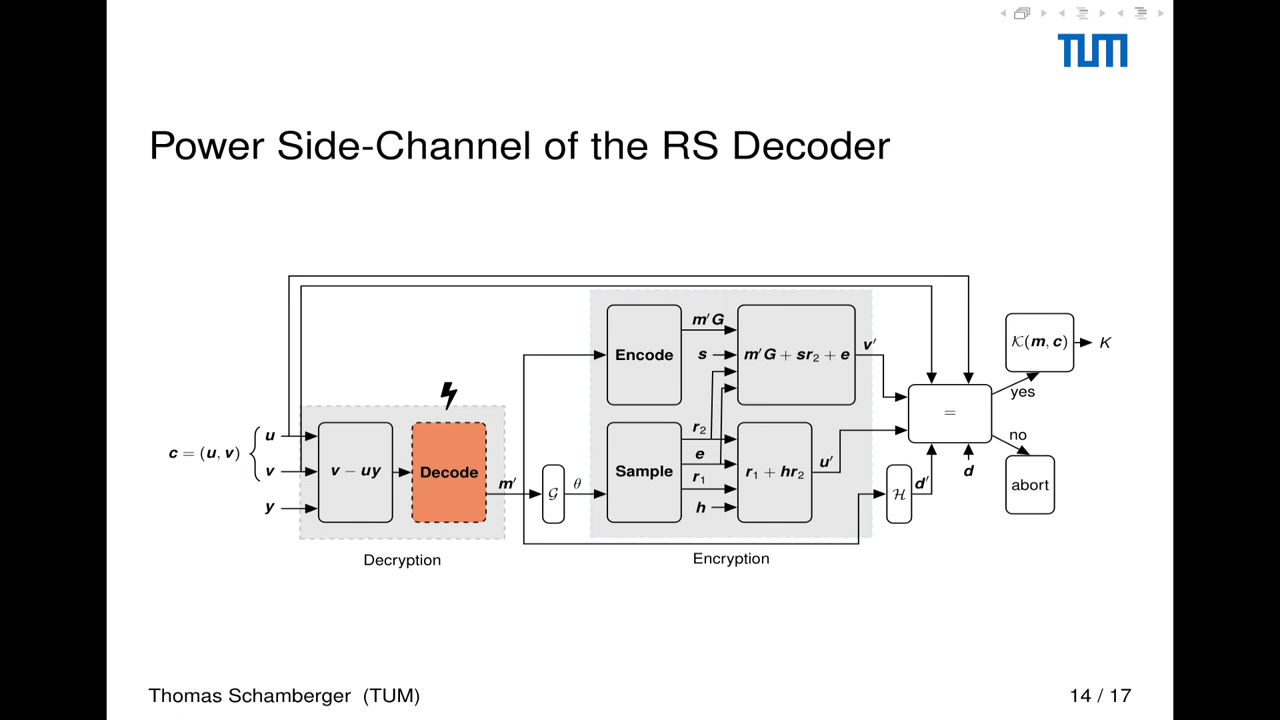 TUM
Power Side-Channel of the RS Decoder
c = (u, v)
u
v
y
v − uy
Decode
m′
𝒢
θ
Encode
Sample
m′G
s
r₂
e
r₁
h
m′G + sr₂ + e
r₁ + hr₂
v′
u′
ℋ
d′
=
d
yes
no
𝒦(m, c)
K
abort
Decryption
Encryption
Thomas Schamberger (TUM)
14 / 17